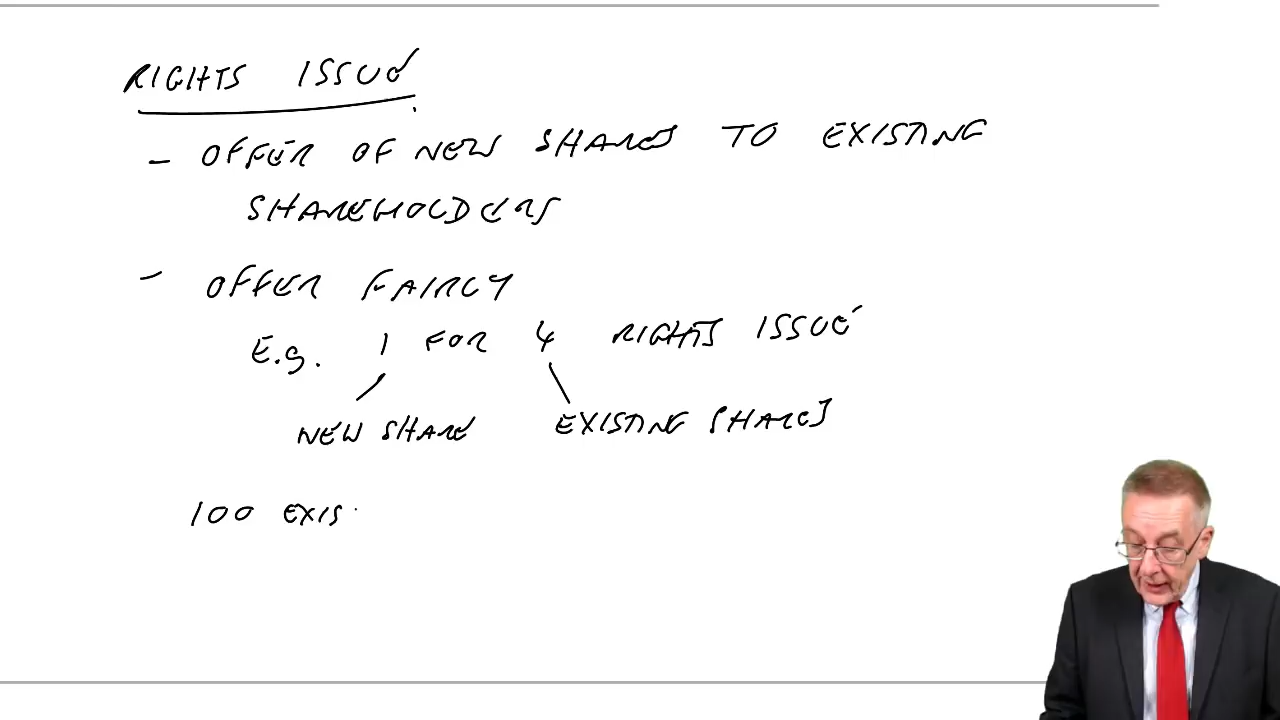 RIGHTS ISSUE
- OFFER OF NEW SHARES TO EXISTING
SHAREHOLDERS
- OFFER FAIRLY
E.g. 1 FOR 4 RIGHTS ISSUE
NEW SHARE EXISTING SHARES
100 EXIS